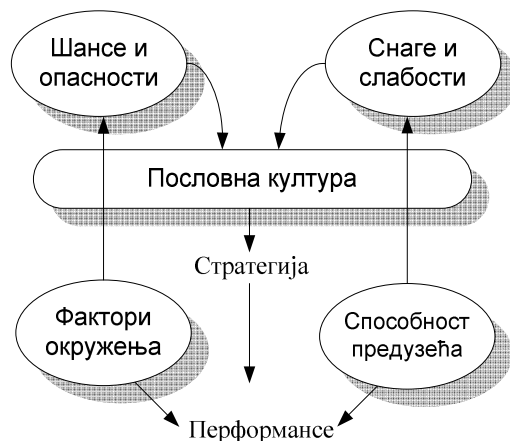 Шансе и
опасности
Снаге и
слабости
Пословна култура
Стратегија
Фактори
окружења
Способност
предузећа
Перформансе